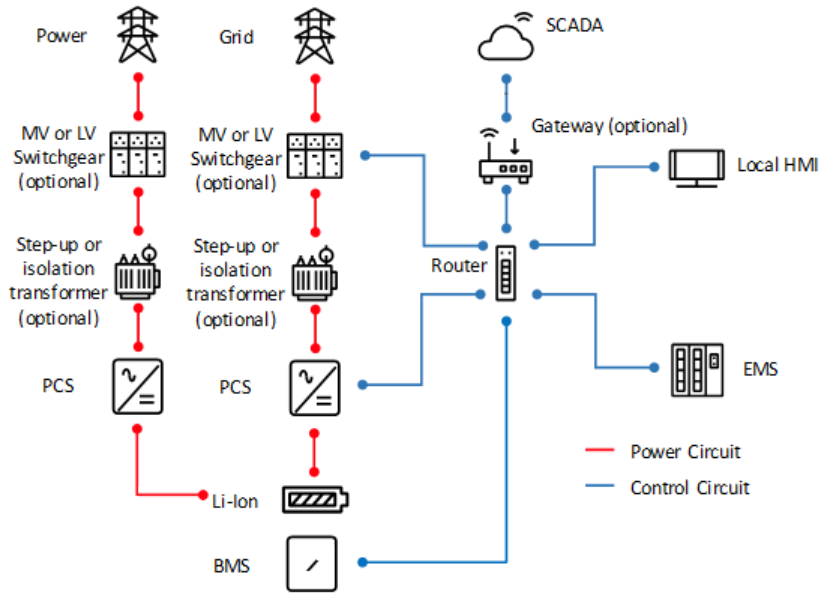 Power
Grid
SCADA
MV or LV
Switchgear
(optional)
MV or LV
Switchgear
(optional)
Gateway (optional)
Local HMI
Step-up or
isolation
transformer
(optional)
Step-up or
isolation
transformer
(optional)
Router
PCS
PCS
EMS
Power Circuit
Control Circuit
Li-Ion
BMS